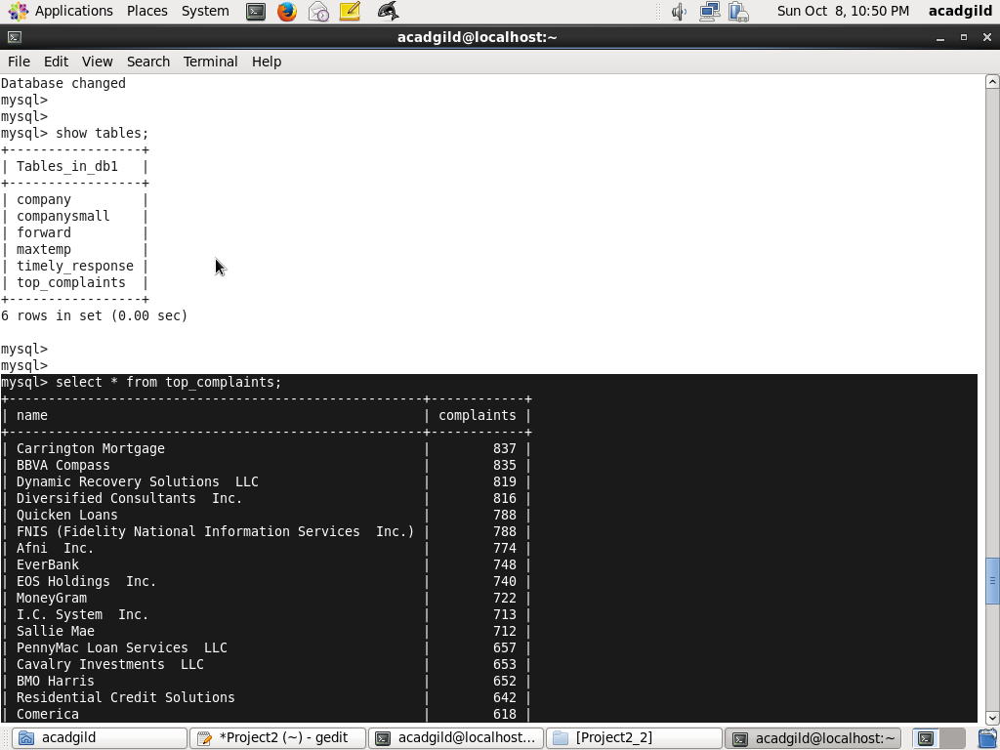 Applications Places System Sun Oct 8, 10:50 PM acadgild
acadgild@localhost:~
File Edit View Search Terminal Help
Database changed
mysql>
mysql>
mysql> show tables;
+-----------------+
| Tables_in_db1   |
+-----------------+
| company         |
| companysmall    |
| forward         |
| maxtemp         |
| timely_response |
| top_complaints  |
+-----------------+
6 rows in set (0.00 sec)
mysql>
mysql>
mysql> select * from top_complaints;
+-----------------------------------------------------+------------+
| name                                                | complaints |
+-----------------------------------------------------+------------+
| Carrington Mortgage                                 |        837 |
| BBVA Compass                                        |        835 |
| Dynamic Recovery Solutions  LLC                     |        819 |
| Diversified Consultants  Inc.                       |        816 |
| Quicken Loans                                       |        788 |
| FNIS (Fidelity National Information Services  Inc.) |        788 |
| Afni  Inc.                                          |        774 |
| EverBank                                            |        748 |
| EOS Holdings  Inc.                                  |        740 |
| MoneyGram                                           |        722 |
| I.C. System  Inc.                                   |        713 |
| Sallie Mae                                          |        712 |
| PennyMac Loan Services  LLC                         |        657 |
| Cavalry Investments  LLC                            |        653 |
| BMO Harris                                          |        652 |
| Residential Credit Solutions                        |        642 |
| Comerica                                            |        618 |
acadgild *Project2 (~) - gedit acadgild@localhost... [Project2_2] acadgild@localhost:~